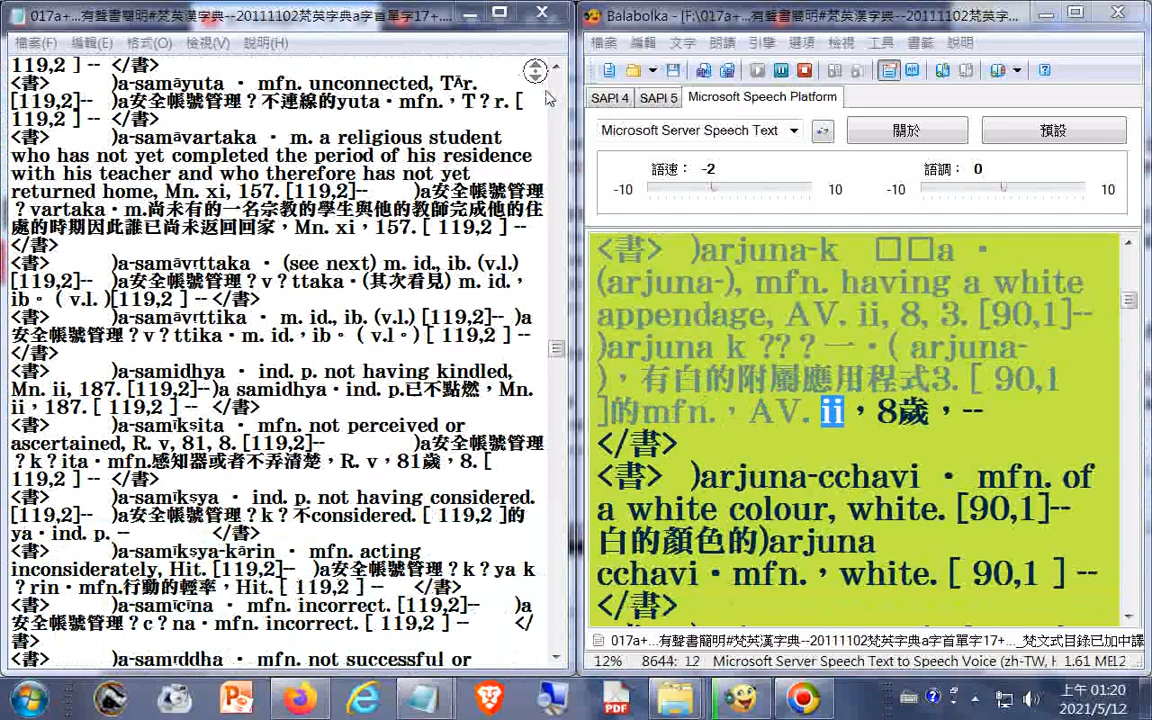 017a+...有聲書簡明#梵英漢字典--20111102梵英字典a字首單字17+...
檔案(F) 編輯(E) 格式(O) 檢視(V) 說明(H)
119,2 ] -- </書>
<書> )a-samāyuta · mfn. unconnected, TĀr.
[119,2]-- )a安全帳號管理？不連線的yuta·mfn.，T？r. [
119,2 ] -- </書>
<書> )a-samāvartaka · m. a religious student
who has not yet completed the period of his residence
with his teacher and who therefore has not yet
returned home, Mn. xi, 157. [119,2]-- )a安全帳號管理
？vartaka·m.尚未有的一名宗教的學生與他的教師完成他的住
處的時期因此誰已尚未返回回家，Mn. xi，157. [ 119,2 ] --
</書>
<書> )a-samāvṛttaka · (see next) m. id., ib. (v.l.)
[119,2]-- )a安全帳號管理？v？ttaka·(其次看見) m. id.，
ib。 ( v.l. )[119,2 ] --</書>
<書> )a-samāvṛttika · m. id., ib. (v.l.) [119,2]-- )a
安全帳號管理？v？ttika·m. id.，ib。 ( v.l。) [ 119,2 ] --
</書>
<書> )a-samidhya · ind. p. not having kindled,
Mn. ii, 187. [119,2]--)a samidhya·ind. p.已不點燃，Mn.
ii，187. [ 119,2 ] -- </書>
<書> )a-samīkṣita · mfn. not perceived or
ascertained, R. v, 81, 8. [119,2]-- )a安全帳號管理
？k？ita·mfn.感知器或者不弄清楚，R. v，81歲，8. [
119,2 ] -- </書>
<書> )a-samīkṣya · ind. p. not having considered.
[119,2]-- )a安全帳號管理？k？不considered. [ 119,2 ]的
ya·ind. p. -- </書>
<書> )a-samīkṣya-kārin · mfn. acting
inconsiderately, Hit. [119,2]-- )a安全帳號管理？k？ya k
？rin·mfn.行動的輕率，Hit. [ 119,2 ] -- </書>
<書> )a-samīcīna · mfn. incorrect. [119,2]-- )a
安全帳號管理？c？na·mfn. incorrect. [ 119,2 ] -- </
書>
<書> )a-samṛddha · mfn. not successful or
Balabolka - [F:\017a+...有聲書簡明#梵英漢字典--20111102梵英字...
檔案 編輯 文字 朗讀 引擎 選項 檢視 工具 書籤 說明
SAPI 4 SAPI 5 Microsoft Speech Platform
Microsoft Server Speech Text 關於 預設
語速： -2 語調： 0
-10 10 -10 10
<書> )arjuna-k □□a ·
(arjuna-), mfn. having a white
appendage, AV. ii, 8, 3. [90,1]--
)arjuna k ??？一·( arjuna-
)，有白的附屬應用程式3. [ 90,1
]的mfn.，AV. ii，8歲，--
</書>
<書> )arjuna-cchavi · mfn. of
a white colour, white. [90,1]--
白的顏色的)arjuna
cchavi·mfn.，white. [ 90,1 ] --
</書>
017a+...有聲書簡明#梵英漢字典--20111102梵英字典a字首單字17+..._梵文式目錄已加中譯
12% 8644: 12 Microsoft Server Speech Text to Speech Voice (zh-TW, H 1.61 MB
上午 01:20
2021/5/12